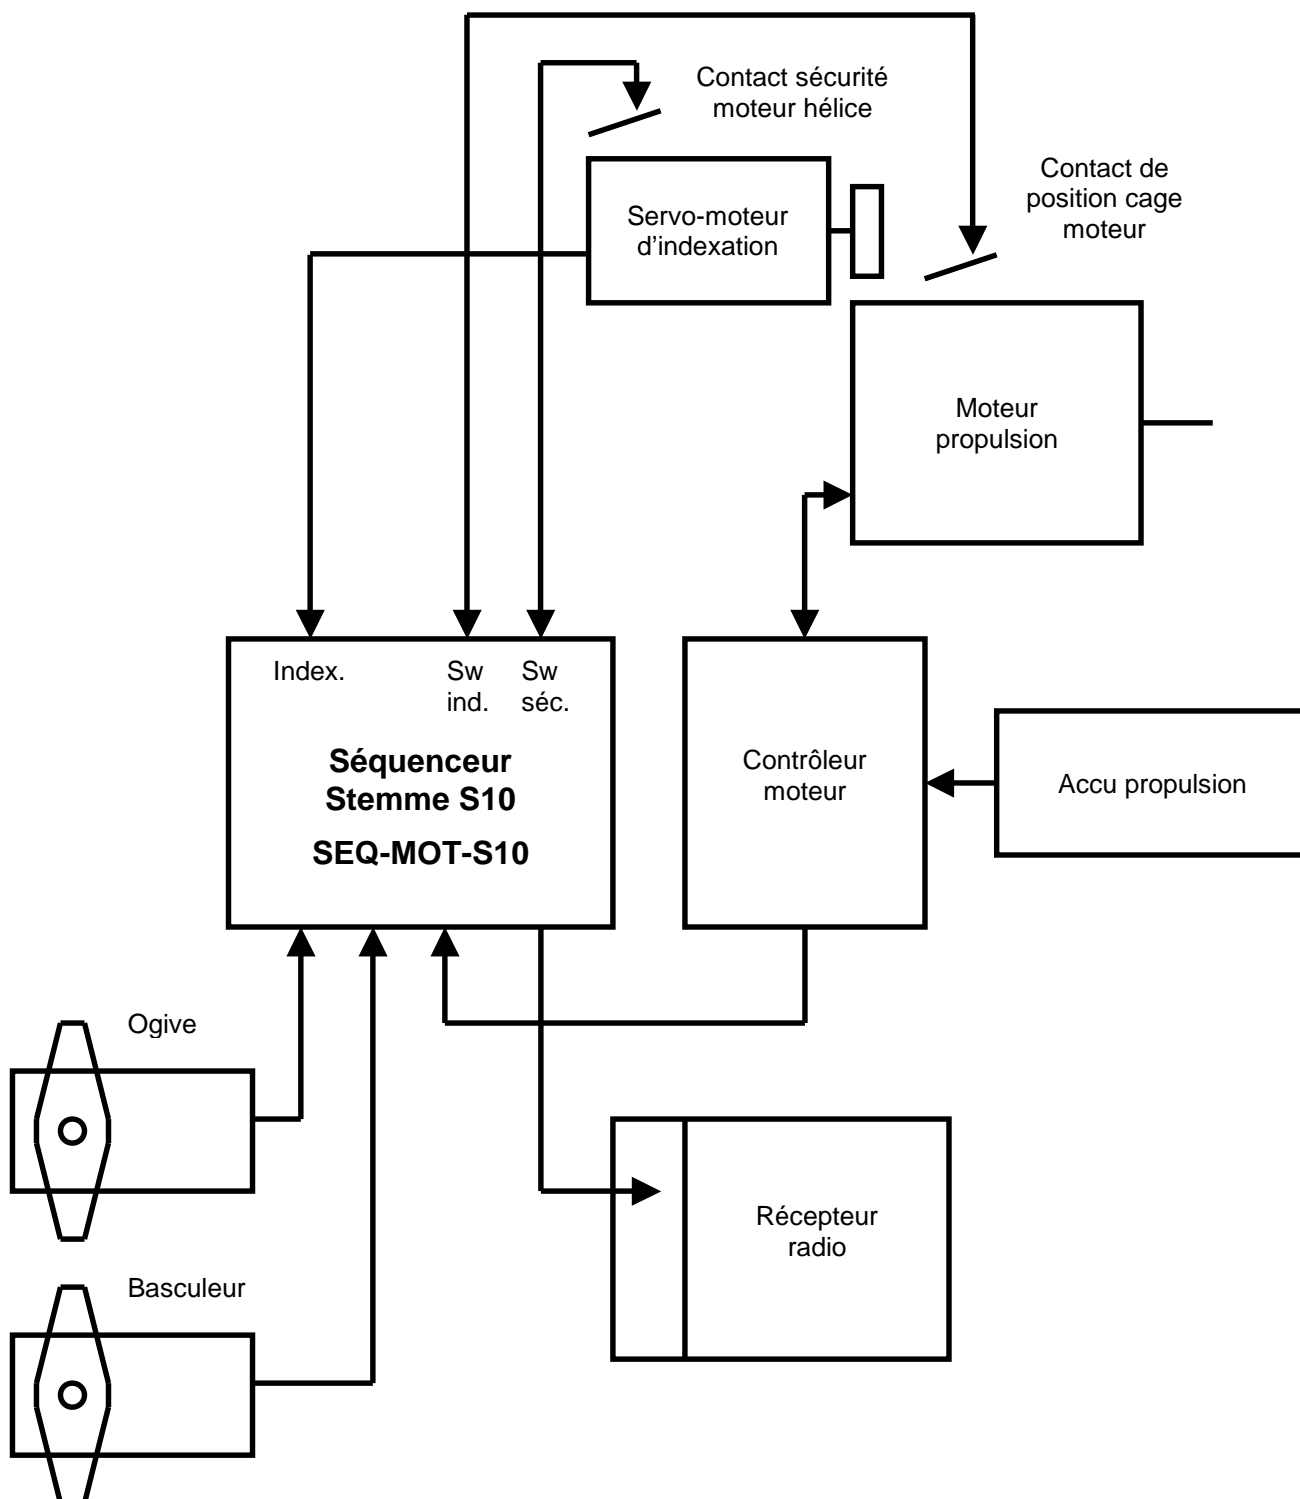 Contact sécurité
moteur hélice
Contact de
position cage
moteur
Servo-moteur
d’indexation
Moteur
propulsion
Index.
Sw
ind.
Sw
séc.
Séquenceur
Stemme S10
SEQ-MOT-S10
Contrôleur
moteur
Accu propulsion
Ogive
Récepteur
radio
Basculeur